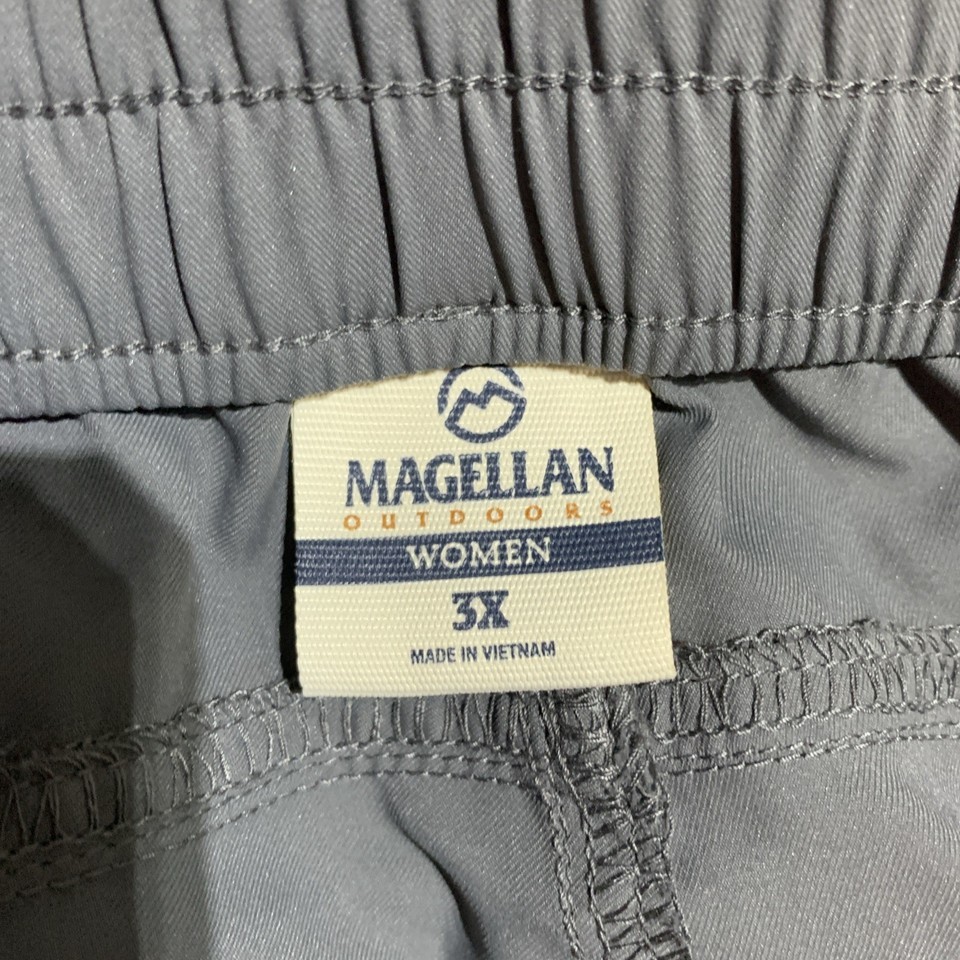 MAGELLAN
OUTDOORS
WOMEN
3X
MADE IN VIETNAM